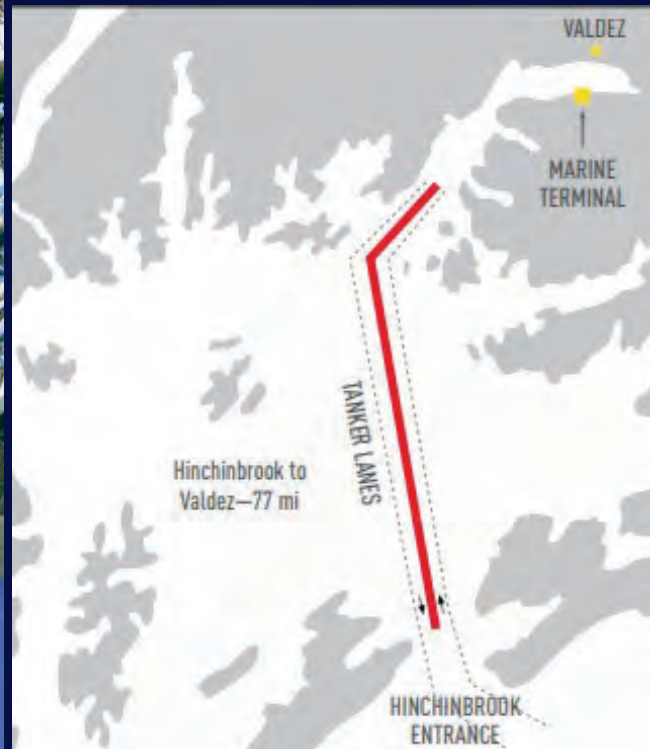 VALDEZ
MARINE
TERMINAL
TANKER LANES
Hinchinbrook to
Valdez—77 mi
HINCHINBROOK
ENTRANCE